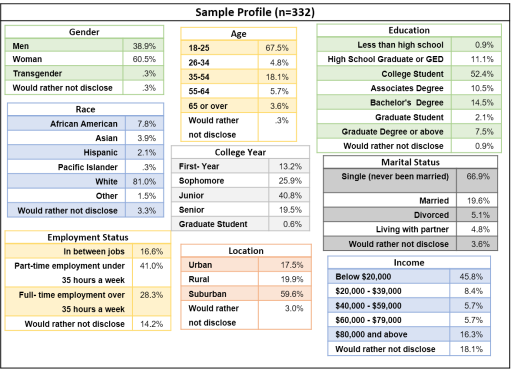 Sample Profile (n=332)
Gender
Men 38.9%
Woman 60.5%
Transgender .3%
Would rather not disclose .3%
Race
African American 7.8%
Asian 3.9%
Hispanic 2.1%
Pacific Islander .3%
White 81.0%
Other 1.5%
Would rather not disclose 3.3%
Employment Status
In between jobs 16.6%
Part-time employment under 41.0%
35 hours a week
Full- time employment over 28.3%
35 hours a week
Would rather not disclose 14.2%
Age
18-25 67.5%
26-34 4.8%
35-54 18.1%
55-64 5.7%
65 or over 3.6%
Would rather .3%
not disclose
College Year
First- Year 13.2%
Sophomore 25.9%
Junior 40.8%
Senior 19.5%
Graduate Student 0.6%
Location
Urban 17.5%
Rural 19.9%
Suburban 59.6%
Would rather 3.0%
not disclose
Education
Less than high school 0.9%
High School Graduate or GED 11.1%
College Student 52.4%
Associates Degree 10.5%
Bachelor's Degree 14.5%
Graduate Student 2.1%
Graduate Degree or above 7.5%
Would rather not disclose 0.9%
Marital Status
Single (never been married) 66.9%
Married 19.6%
Divorced 5.1%
Living with partner 4.8%
Would rather not disclose 3.6%
Income
Below $20,000 45.8%
$20,000 - $39,000 8.4%
$40,000 - $59,000 5.7%
$60,000 - $79,000 5.7%
$80,000 and above 16.3%
Would rather not disclose 18.1%